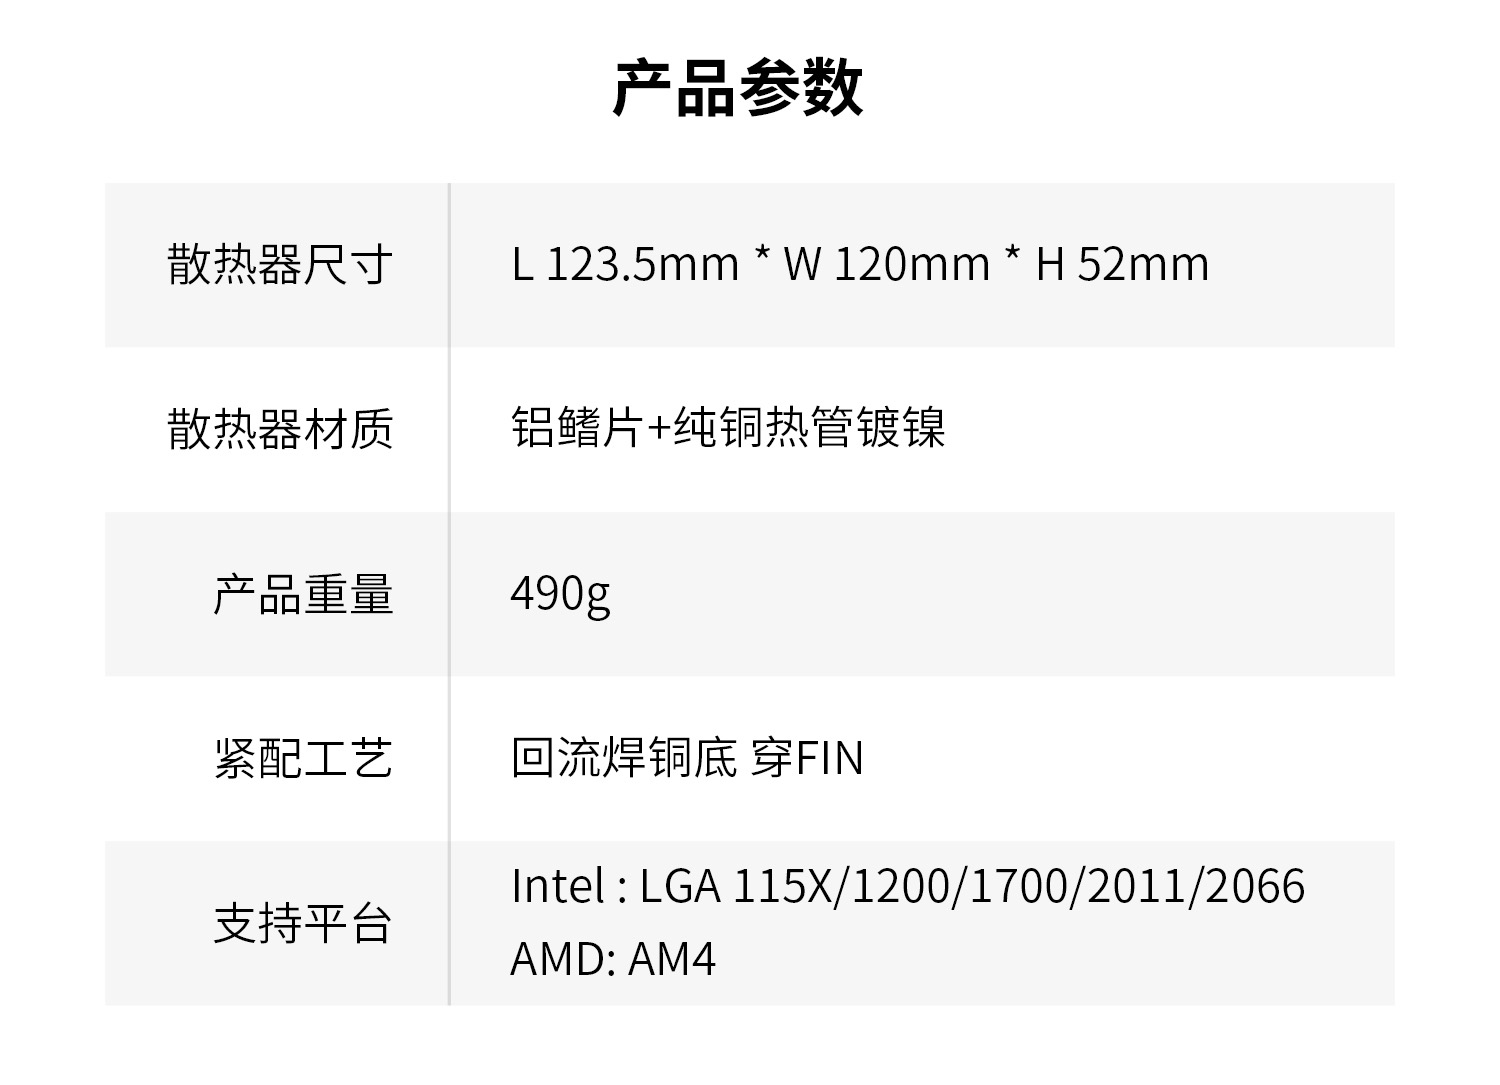 产品参数
散热器尺寸
L 123.5mm * W 120mm * H 52mm
散热器材质
铝鳍片+纯铜热管镀镍
产品重量
490g
紧配工艺
回流焊铜底 穿FIN
支持平台
Intel : LGA 115X/1200/1700/2011/2066
AMD: AM4